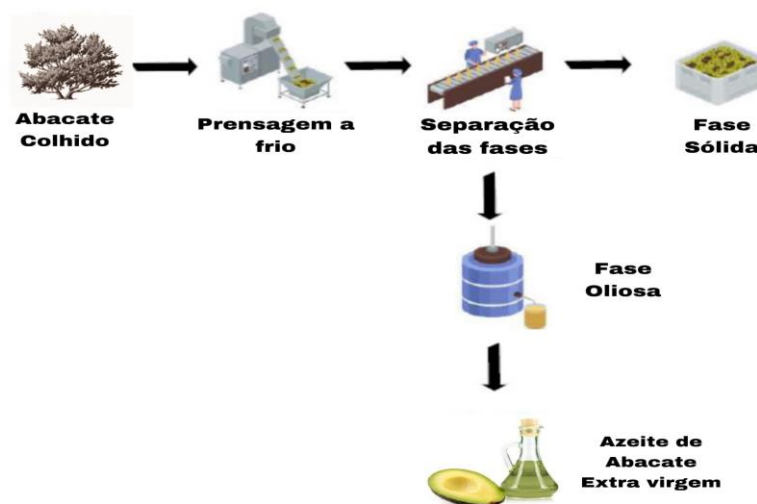 Abacate
Colhido
Prensagem a
frio
Separação
das fases
Fase
Sólida
Fase
Oliosa
Azeite de
Abacate
Extra virgem